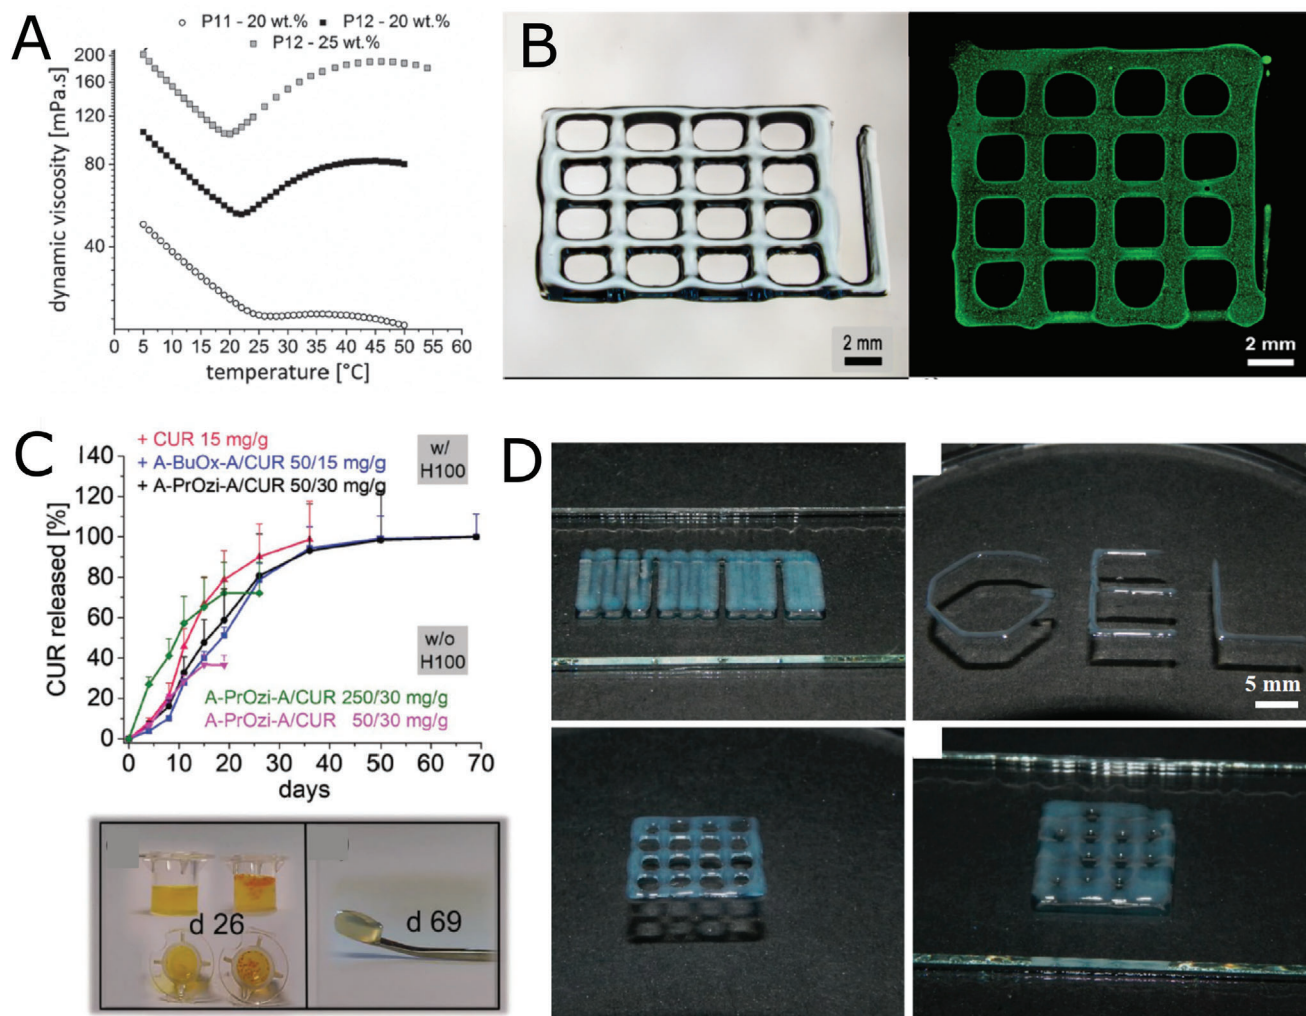 A
P11 - 20 wt.% P12 - 20 wt.%
P12 - 25 wt.%
200
160
120
80
40
dynamic viscosity [mPa.s]
0 5 10 15 20 25 30 35 40 45 50 55 60
temperature [°C]
B
2 mm
2 mm
C
+ CUR 15 mg/g
+ A-BuOx-A/CUR 50/15 mg/g
+ A-PrOzi-A/CUR 50/30 mg/g
w/
H100
w/o
H100
A-PrOzi-A/CUR 250/30 mg/g
A-PrOzi-A/CUR 50/30 mg/g
140
120
100
80
60
40
20
0
CUR released [%]
0 10 20 30 40 50 60 70
days
d 26
d 69
D
GEL
5 mm